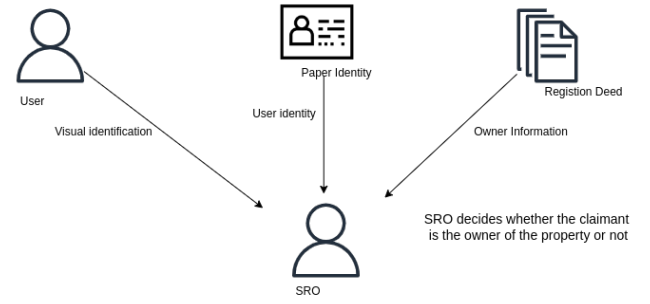 Paper Identity
Registion Deed
User
User identity
Visual identification
Owner Information
SRO decides whether the claimant
is the owner of the property or not
SRO